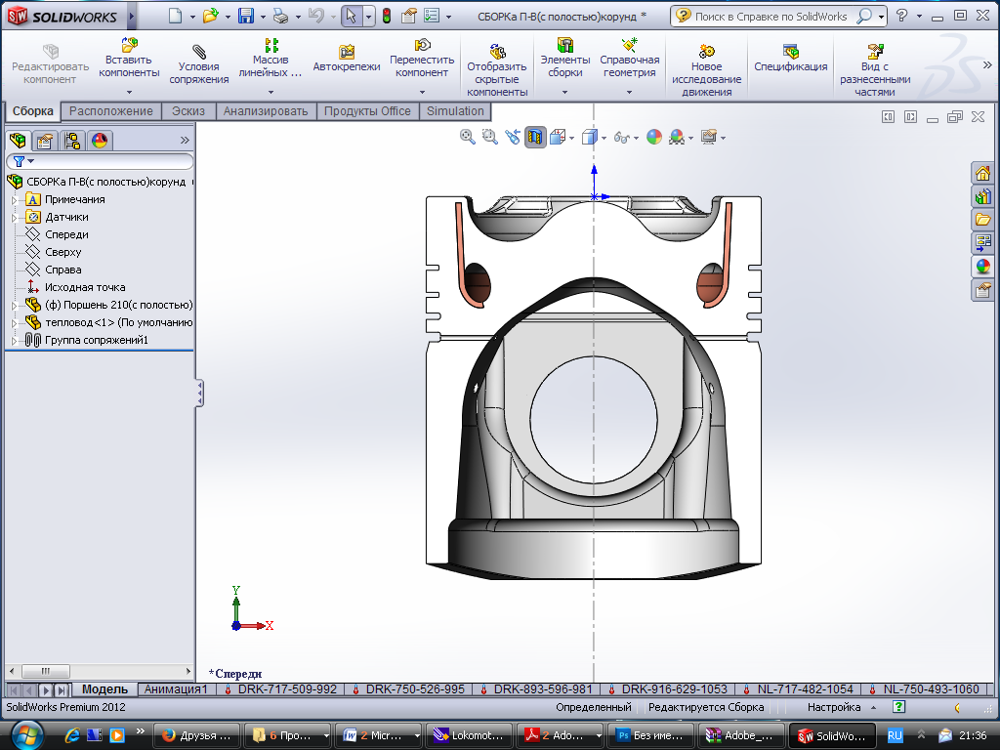 SOLIDWORKS
СБОРКа П-В(с полостью)корунд *
Поиск в Справке по SolidWorks
Редактировать компонент
Вставить компоненты
Условия сопряжения
Массив линейных ...
Автокрепежи
Переместить компонент
Отобразить скрытые компоненты
Элементы сборки
Справочная геометрия
Новое исследование движения
Спецификация
Вид с разнесенными частями
Сборка
Расположение
Эскиз
Анализировать
Продукты Office
Simulation
СБОРКа П-В(с полостью)корунд
Примечания
Датчики
Спереди
Сверху
Справа
Исходная точка
(ф) Поршень 210(с полостью)
тепловод<1> (По умолчанию
Группа сопряжений1
Y
X
*Спереди
Модель
Анимация1
DRK-717-509-992
DRK-750-526-995
DRK-893-596-981
DRK-916-629-1053
NL-717-482-1054
NL-750-493-1060
SolidWorks Premium 2012
Определенный
Редактируется Сборка
Настройка
Друзья ...
6 Про...
2 Micr...
Lokomot...
2 Ado...
Без име...
Adobe_...
SolidWo...
RU
21:36